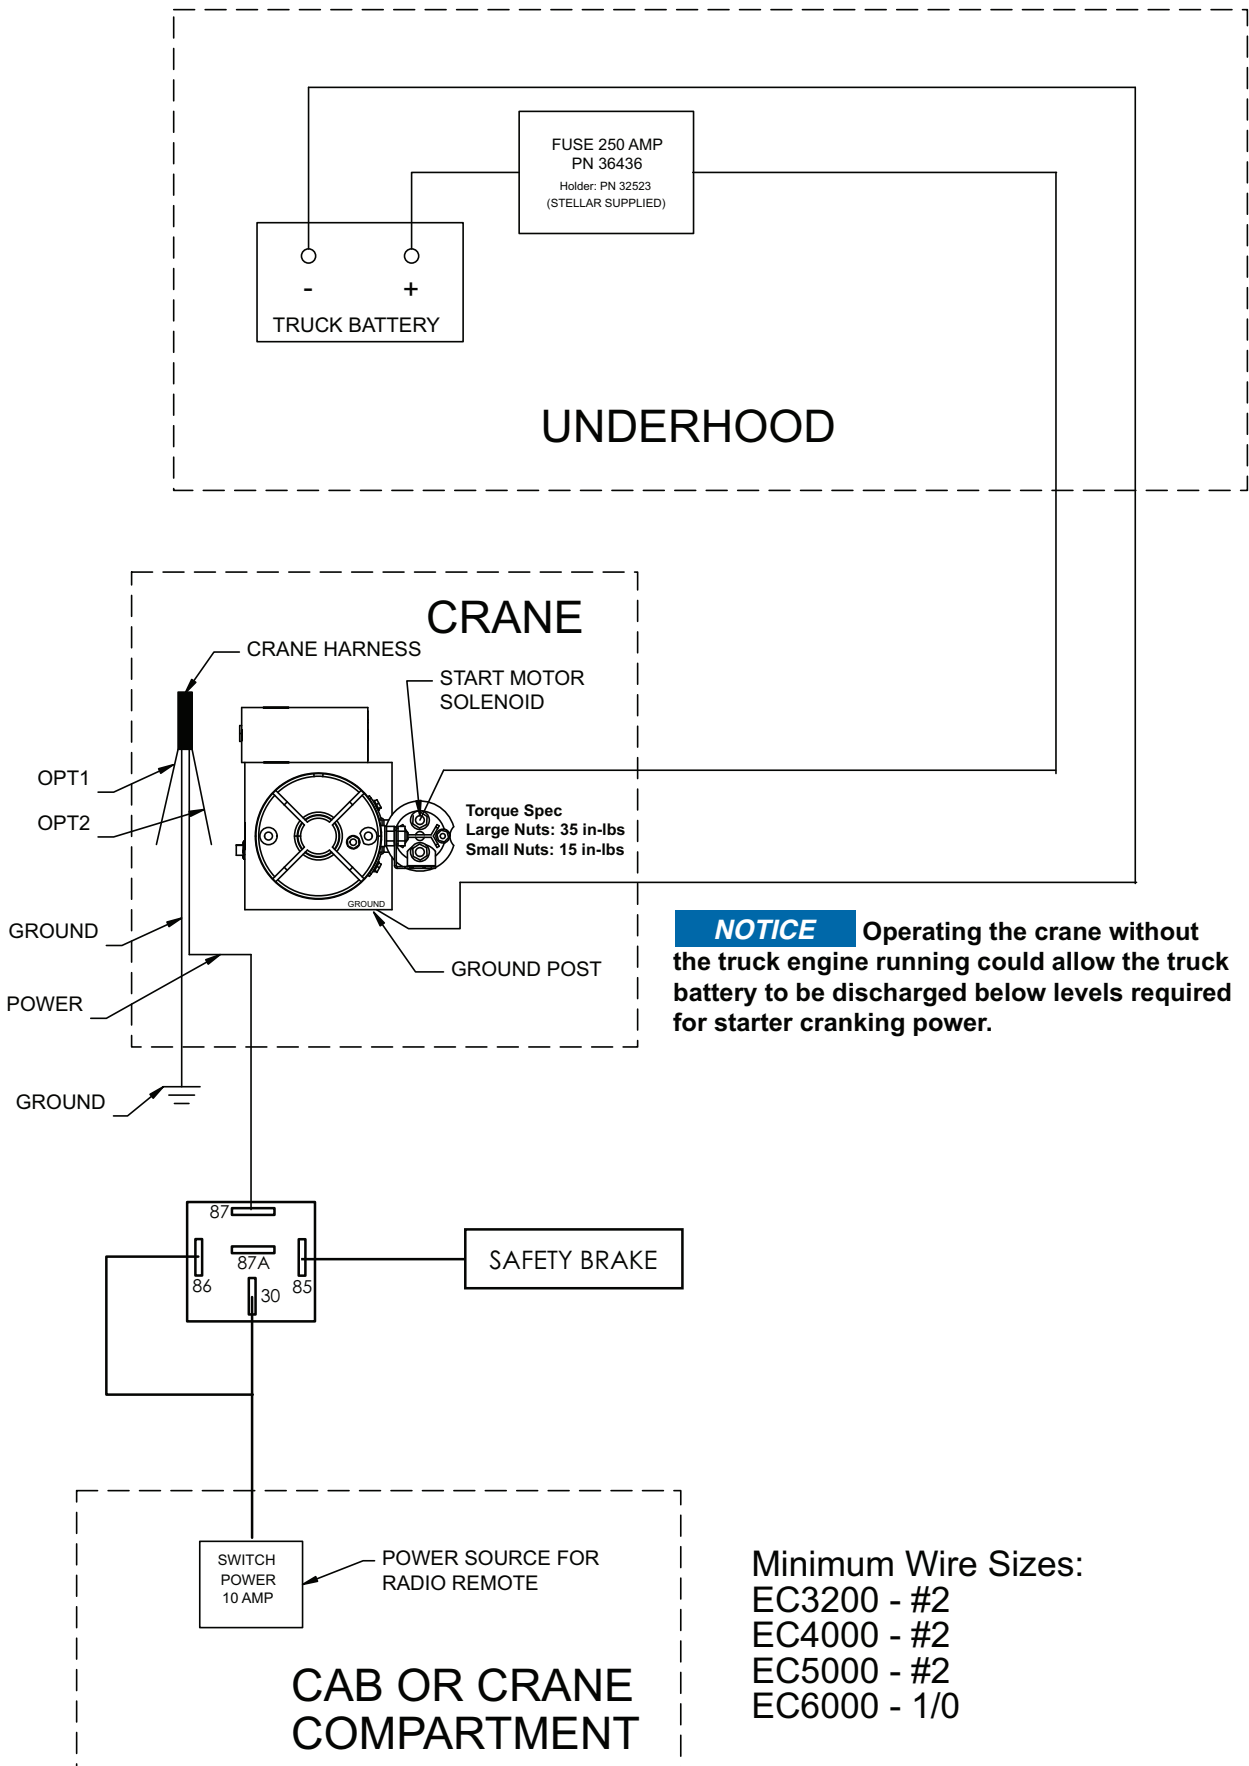 FUSE 250 AMP
PN 36436
Holder: PN 32523
(STELLAR SUPPLIED)
- +
TRUCK BATTERY
UNDERHOOD
CRANE
CRANE HARNESS
START MOTOR
SOLENOID
OPT1
OPT2
Torque Spec
Large Nuts: 35 in-lbs
Small Nuts: 15 in-lbs
GROUND
GROUND
GROUND POST
POWER
NOTICE Operating the crane without
the truck engine running could allow the truck
battery to be discharged below levels required
for starter cranking power.
GROUND
87
87A
86
85
30
SAFETY BRAKE
SWITCH
POWER
10 AMP
POWER SOURCE FOR
RADIO REMOTE
CAB OR CRANE
COMPARTMENT
Minimum Wire Sizes:
EC3200 - #2
EC4000 - #2
EC5000 - #2
EC6000 - 1/0